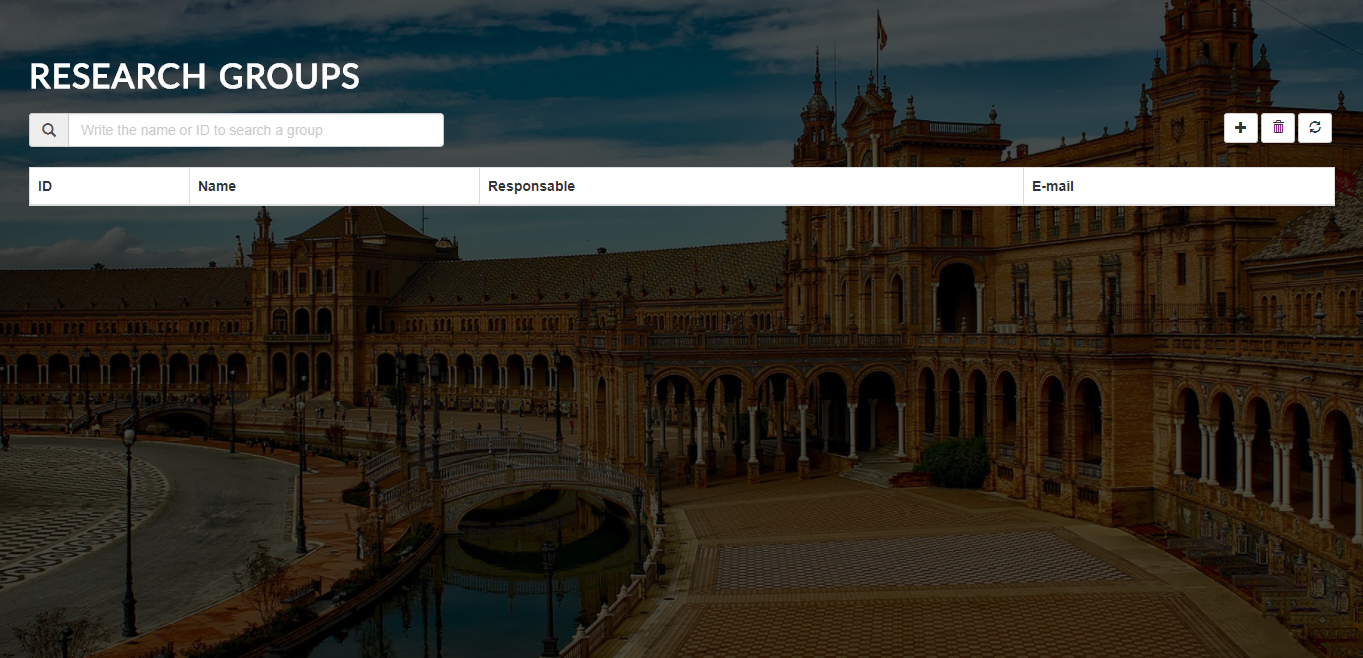 RESEARCH GROUPS
Write the name or ID to search a group
ID Name Responsable E-mail